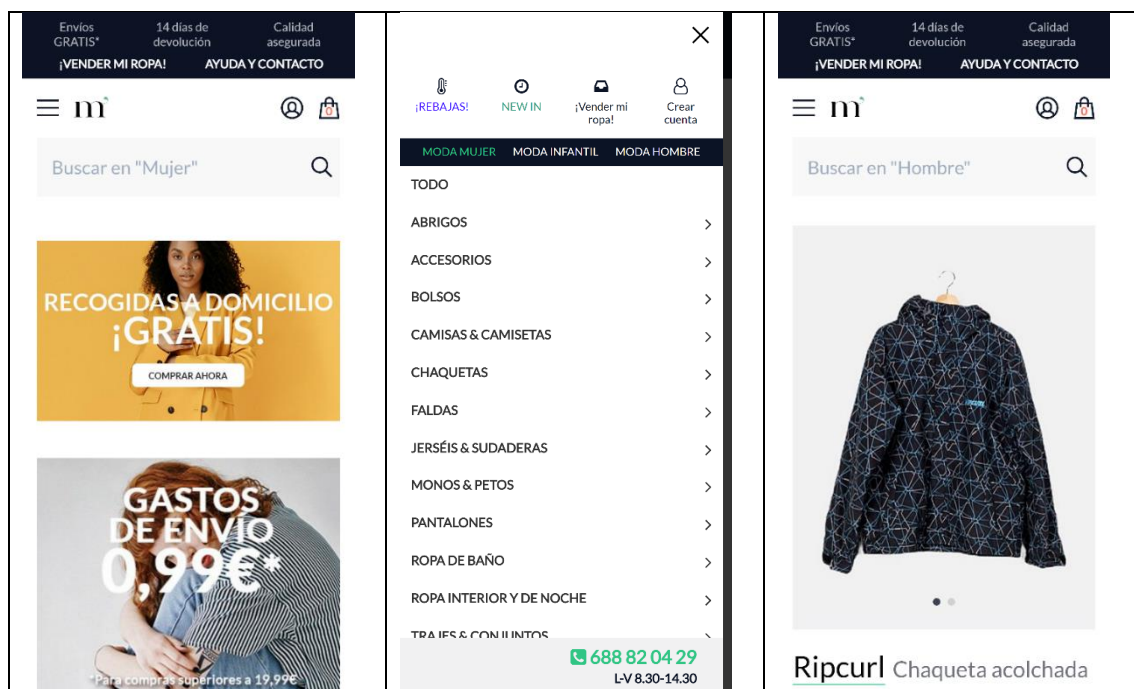 Envíos
GRATIS*
14 días de
devolución
Calidad
asegurada
¡VENDER MI ROPA!
AYUDA Y CONTACTO
m
0
Buscar en "Mujer"
RECOGIDAS A DOMICILIO
¡GRATIS!
COMPRAR AHORA
GASTOS
DE ENVÍO
0,99€*
*Para compras superiores a 19,99€
¡REBAJAS!
NEW IN
¡Vender mi
ropa!
Crear
cuenta
MODA MUJER
MODA INFANTIL
MODA HOMBRE
TODO
ABRIGOS
ACCESORIOS
BOLSOS
CAMISAS & CAMISETAS
CHAQUETAS
FALDAS
JERSÉIS & SUDADERAS
MONOS & PETOS
PANTALONES
ROPA DE BAÑO
ROPA INTERIOR Y DE NOCHE
TRAJES & CONJUNTOS
688 82 04 29
L-V 8.30-14.30
Envíos
GRATIS*
14 días de
devolución
Calidad
asegurada
¡VENDER MI ROPA!
AYUDA Y CONTACTO
m
0
Buscar en "Hombre"
Ripcurl Chaqueta acolchada